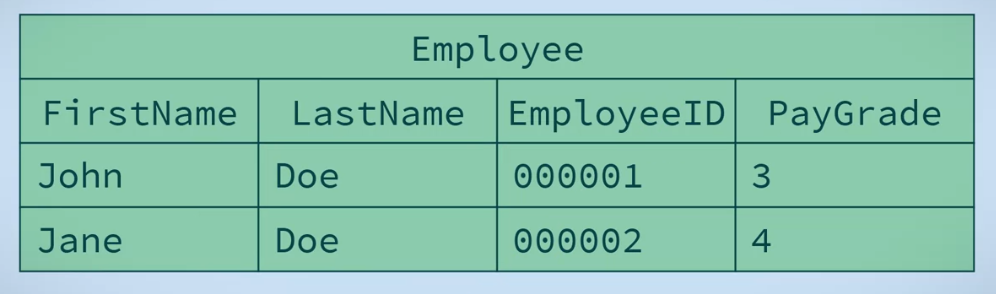 Employee
FirstName LastName EmployeeID PayGrade
John Doe 000001 3
Jane Doe 000002 4